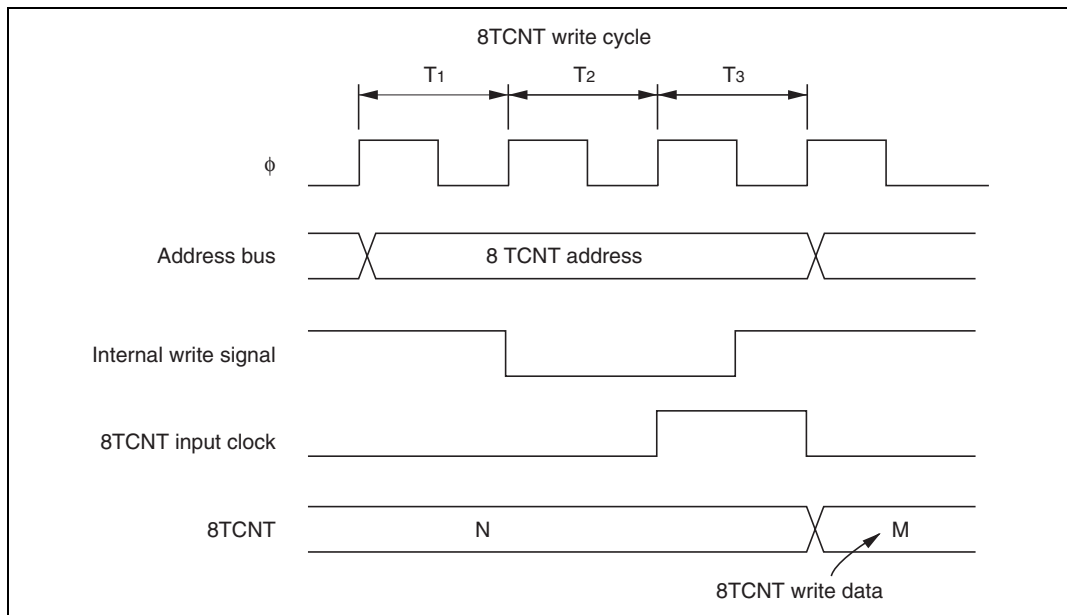 8TCNT write cycle
T1 T2 T3
ϕ
Address bus 8 TCNT address
Internal write signal
8TCNT input clock
8TCNT N M
8TCNT write data